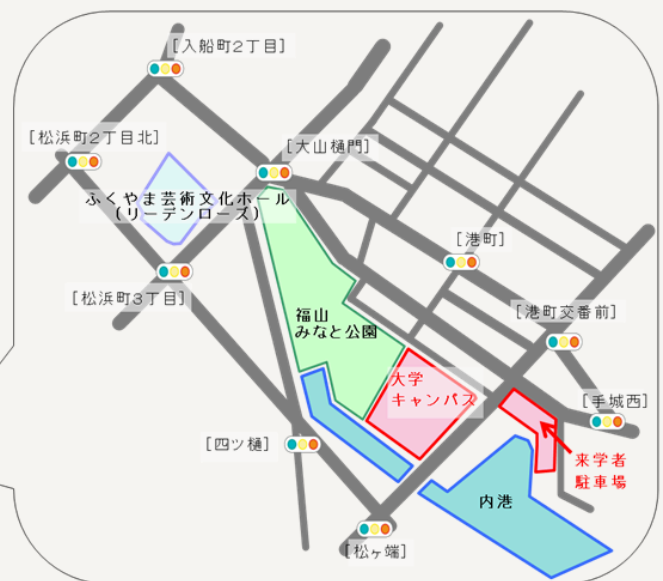 [入船町2丁目]
[松浜町2丁目北]
[大山樋門]
ふくやま芸術文化ホール
(リーデンローズ)
[港町]
[松浜町3丁目]
福山
みなと公園
[港町交番前]
大学
キャンパス
[手城西]
[四ツ樋]
来学者
駐車場
内港
[松ヶ端]